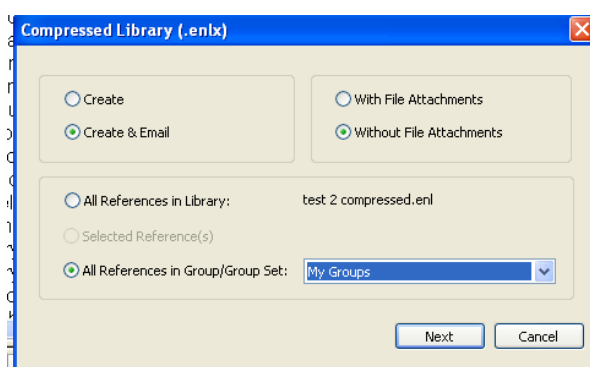 Compressed Library (.enlx)
Create
With File Attachments
Create & Email
Without File Attachments
All References in Library: test 2 compressed.enl
Selected Reference(s)
All References in Group/Group Set: My Groups
Next Cancel